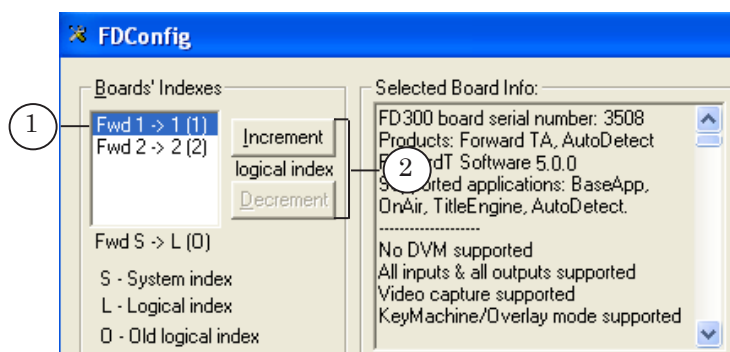 FDConfig
Boards' Indexes
1
Fwd 1 -> 1 (1)
Fwd 2 -> 2 (2)
Increment
logical index
Decrement
2
Fwd S -> L (O)
S - System index
L - Logical index
O - Old logical index
Selected Board Info:
FD300 board serial number: 3508
Products: Forward TA, AutoDetect
Software 5.0.0
applications: BaseApp,
OnAir, TitleEngine, AutoDetect.
--------------------
No DVM supported
All inputs & all outputs supported
Video capture supported
KeyMachine/Overlay mode supported